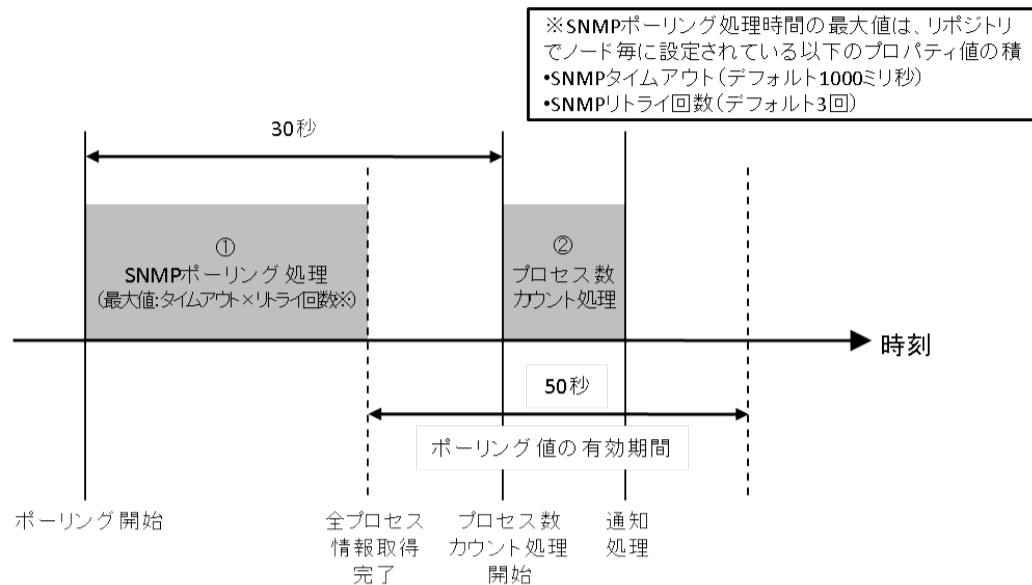 ※SNMPポーリング処理時間の最大値は、リポジトリ
でノード毎に設定されている以下のプロパティ値の積
•SNMPタイムアウト(デフォルト1000ミリ秒)
•SNMPリトライ回数(デフォルト3回)
30秒
①
SNMPポーリング処理
(最大値:タイムアウト×リトライ回数※)
②
プロセス数
カウント処理
時刻
50秒
ポーリング値の有効期間
ポーリング開始
全プロセス
情報取得
完了
プロセス数
カウント処理
開始
通知
処理